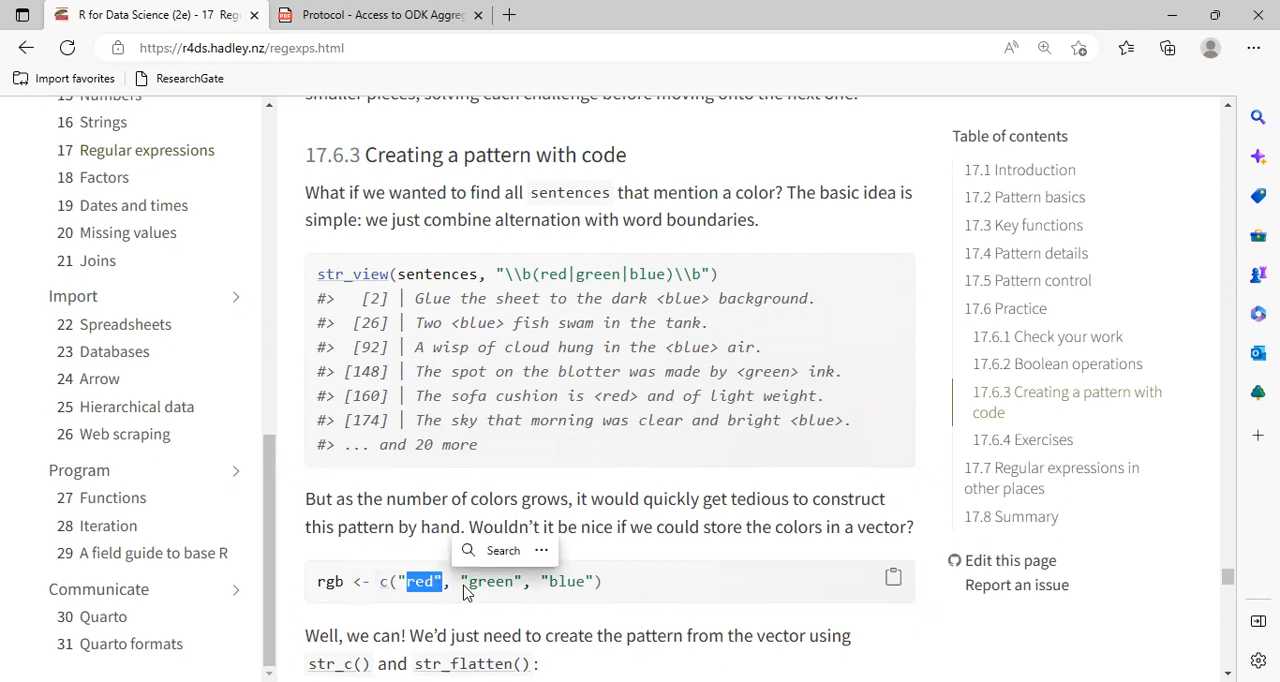 R for Data Science (2e) - 17 Reg
Protocol - Access to ODK Aggreg
https://r4ds.hadley.nz/regexps.html
Import favorites
ResearchGate
15 Numbers
16 Strings
17 Regular expressions
18 Factors
19 Dates and times
20 Missing values
21 Joins
Import
22 Spreadsheets
23 Databases
24 Arrow
25 Hierarchical data
26 Web scraping
Program
27 Functions
28 Iteration
29 A field guide to base R
Communicate
30 Quarto
31 Quarto formats
smaller pieces, solving each challenge before moving onto the next one.
17.6.3 Creating a pattern with code
What if we wanted to find all sentences that mention a color? The basic idea is
simple: we just combine alternation with word boundaries.
str_view(sentences, "\\b(red|green|blue)\\b")
#>   [2] │ Glue the sheet to the dark <blue> background.
#>  [26] │ Two <blue> fish swam in the tank.
#>  [92] │ A wisp of cloud hung in the <blue> air.
#> [148] │ The spot on the blotter was made by <green> ink.
#> [160] │ The sofa cushion is <red> and of light weight.
#> [174] │ The sky that morning was clear and bright <blue>.
#> ... and 20 more
But as the number of colors grows, it would quickly get tedious to construct
this pattern by hand. Wouldn't it be nice if we could store the colors in a vector?
Search
rgb <- c("red", "green", "blue")
Well, we can! We'd just need to create the pattern from the vector using
str_c() and str_flatten():
Table of contents
17.1 Introduction
17.2 Pattern basics
17.3 Key functions
17.4 Pattern details
17.5 Pattern control
17.6 Practice
17.6.1 Check your work
17.6.2 Boolean operations
17.6.3 Creating a pattern with
code
17.6.4 Exercises
17.7 Regular expressions in
other places
17.8 Summary
Edit this page
Report an issue